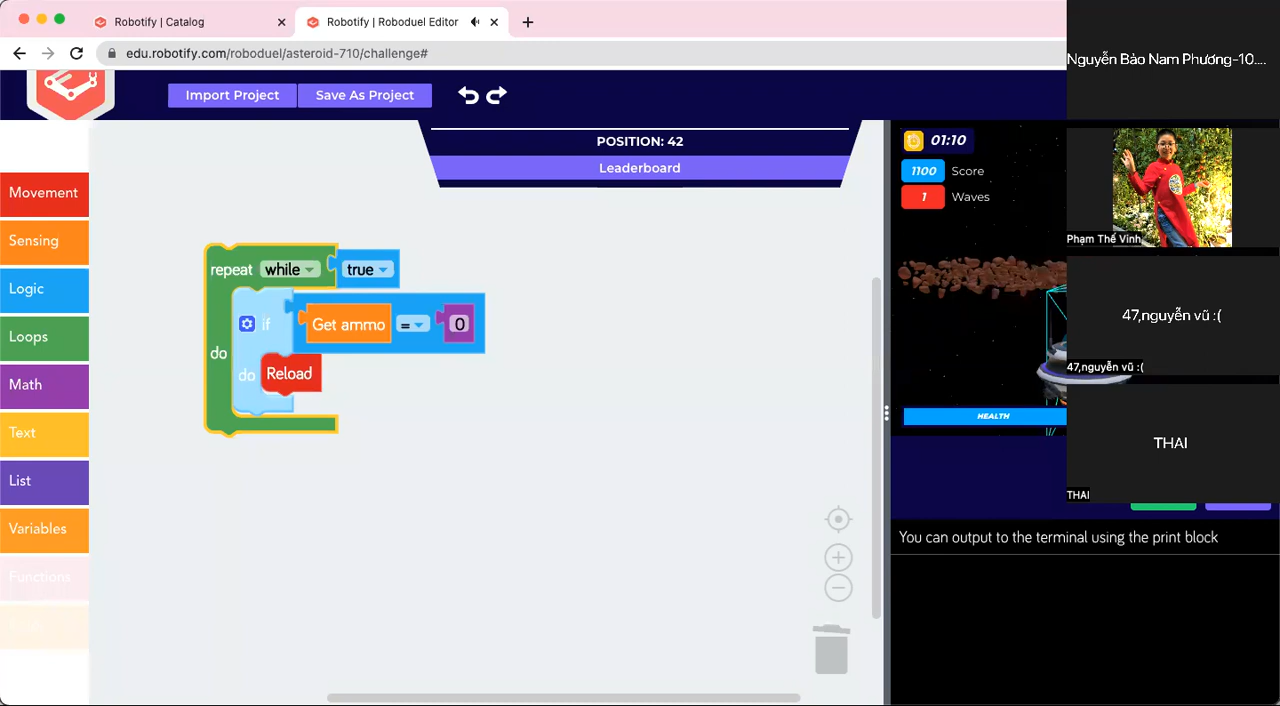 Robotify | Catalog
Robotify | Roboduel Editor
edu.robotify.com/roboduel/asteroid-710/challenge#
Import Project
Save As Project
POSITION: 42
Leaderboard
Movement
Sensing
Logic
Loops
Math
Text
List
Variables
Functions
repeat while true
if Get ammo = 0
do
do Reload
01:10
1100 Score
1 Waves
HEALTH
You can output to the terminal using the print block
Nguyễn Bảo Nam Phương-10....
Phạm Thế Vinh
47,nguyễn vũ :(
47,nguyễn vũ :(
THAI
THAI